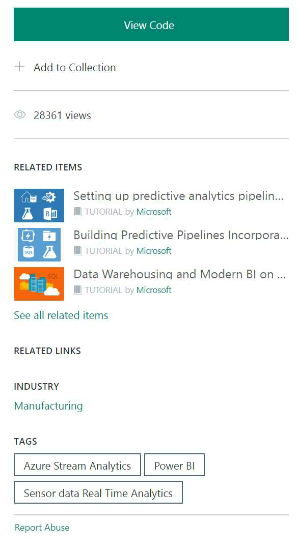 View Code
Add to Collection
28361 views
RELATED ITEMS
Setting up predictive analytics pipelin...
TUTORIAL by Microsoft
Building Predictive Pipelines Incorpora...
TUTORIAL by Microsoft
Data Warehousing and Modern BI on ...
TUTORIAL by Microsoft
See all related items
RELATED LINKS
INDUSTRY
Manufacturing
TAGS
Azure Stream Analytics Power BI
Sensor data Real Time Analytics
Report Abuse